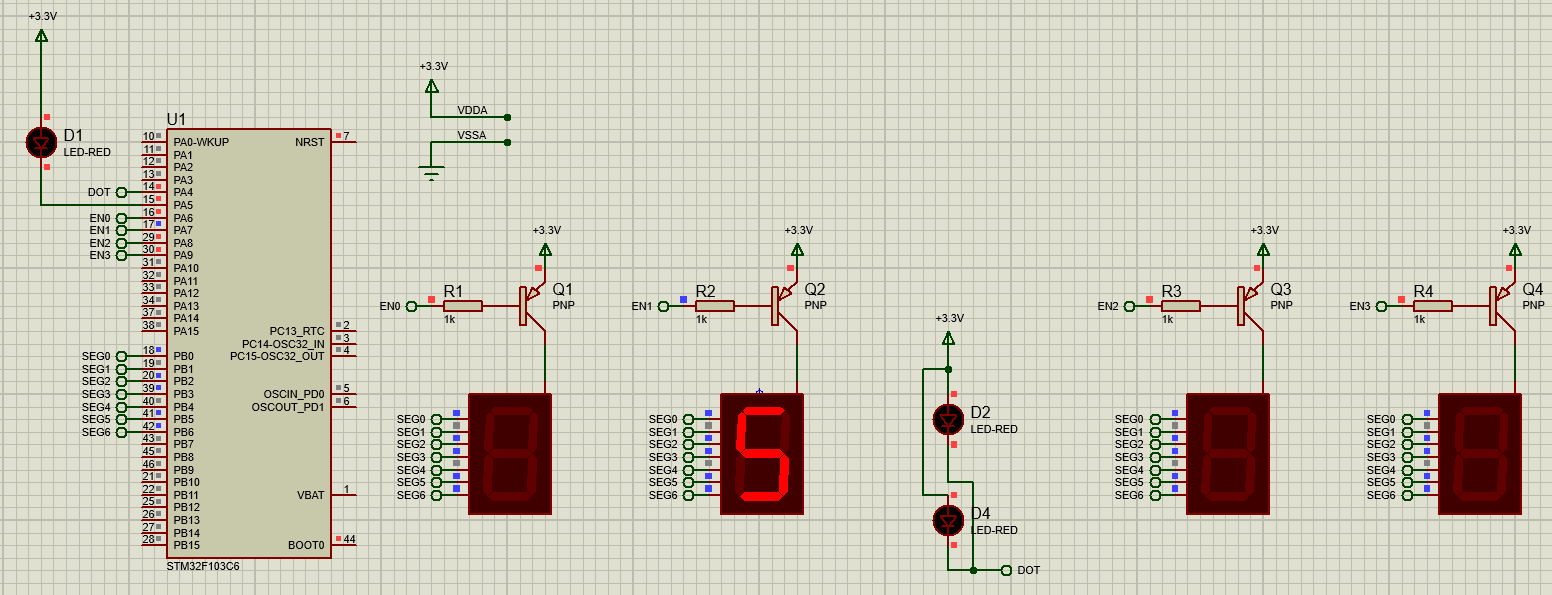 +3.3V
D1
LED-RED
U1
10 PA0-WKUP NRST 7
11 PA1
12 PA2
13 PA3
DOT 14 PA4
15 PA5
EN0 16 PA6
EN1 17 PA7
EN2 29 PA8
EN3 30 PA9
31 PA10
32 PA11
33 PA12
34 PA13
37 PA14
38 PA15
PC13_RTC 2
PC14-OSC32_IN 3
PC15-OSC32_OUT 4
SEG0 18 PB0
SEG1 19 PB1
SEG2 20 PB2
SEG3 39 PB3
SEG4 40 PB4
SEG5 41 PB5
SEG6 42 PB6
43 PB7
45 PB8
46 PB9
21 PB10
22 PB11
25 PB12
26 PB13
27 PB14
28 PB15
OSCIN_PD0 5
OSCOUT_PD1 6
VBAT 1
BOOT0 44
STM32F103C6
+3.3V
VDDA
VSSA
+3.3V
EN0
R1
1k
Q1
PNP
SEG0
SEG1
SEG2
SEG3
SEG4
SEG5
SEG6
+3.3V
EN1
R2
1k
Q2
PNP
SEG0
SEG1
SEG2
SEG3
SEG4
SEG5
SEG6
5
+3.3V
D2
LED-RED
D4
LED-RED
DOT
+3.3V
EN2
R3
1k
Q3
PNP
SEG0
SEG1
SEG2
SEG3
SEG4
SEG5
SEG6
+3.3V
EN3
R4
1k
Q4
PNP
SEG0
SEG1
SEG2
SEG3
SEG4
SEG5
SEG6